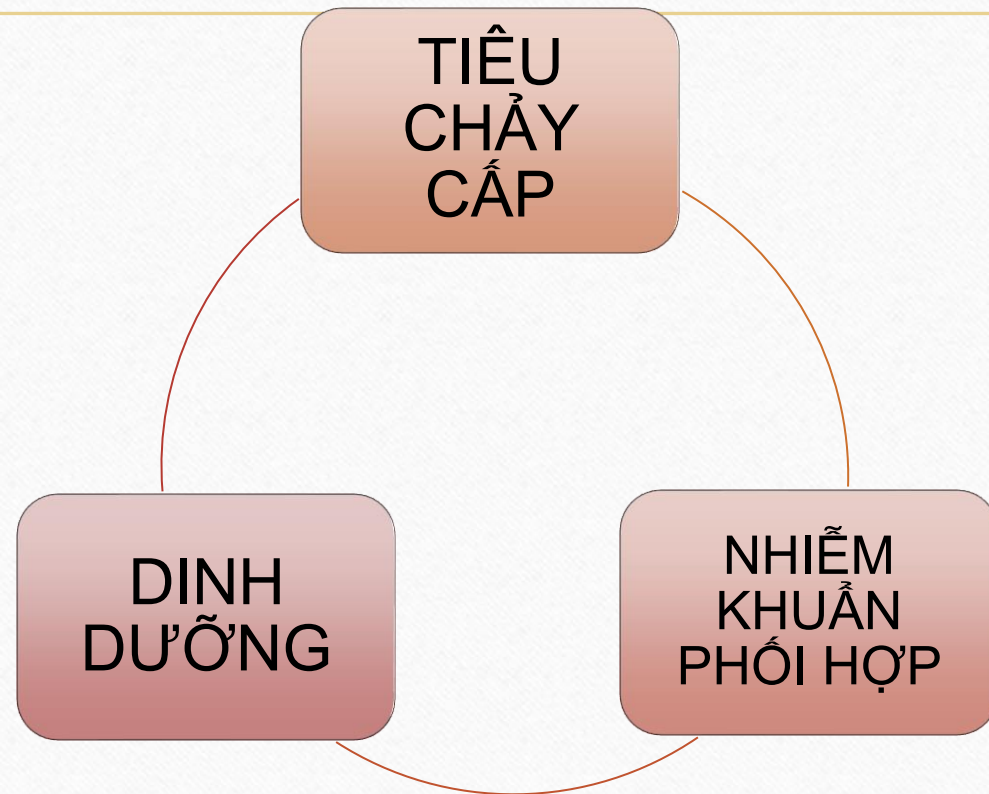 TIÊU
CHẢY
CẤP
DINH
DƯỠNG
NHIỄM
KHUẨN
PHỐI HỢP